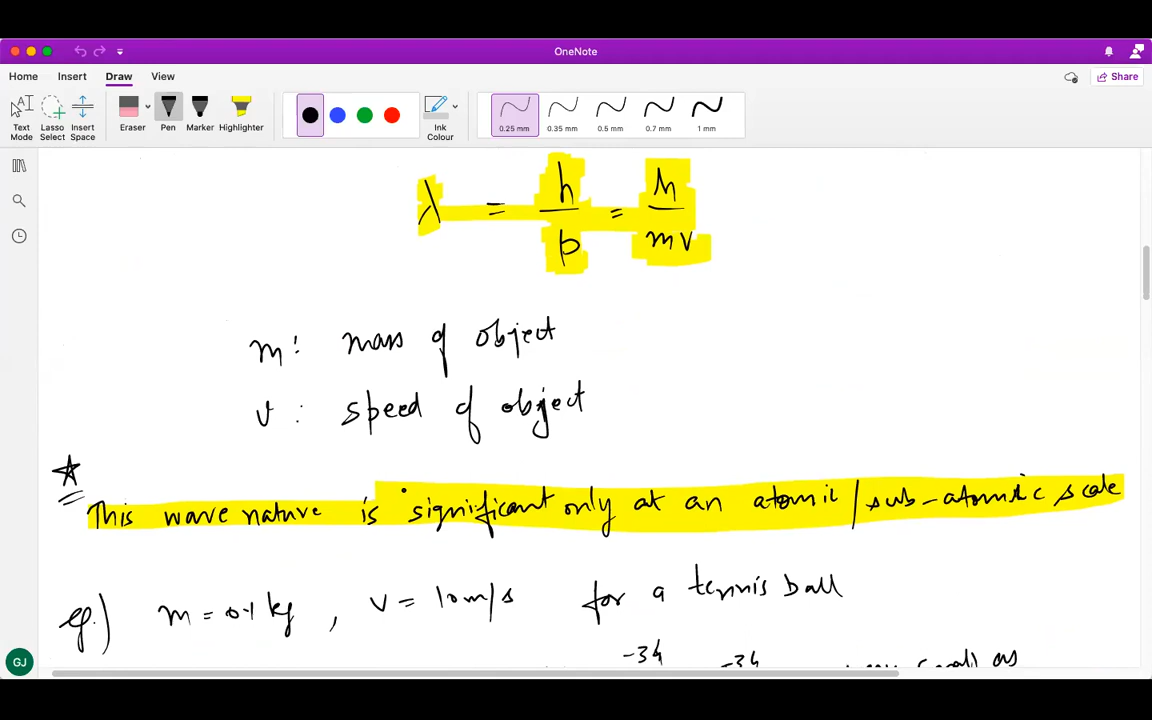 OneNote
Home Insert Draw View
Share
Text Mode
Lasso Select
Insert Space
Eraser
Pen
Marker
Highlighter
Ink Colour
0.25 mm
0.35 mm
0.5 mm
0.7 mm
1 mm
λ = h/p = h/mv
m: mass of object
v: speed of object
This wave nature is significant only at an atomic/sub-atomic scale
eg.) m = 0.1 kg, v = 10 m/s for a tennis ball
-34 -34 as
GJ